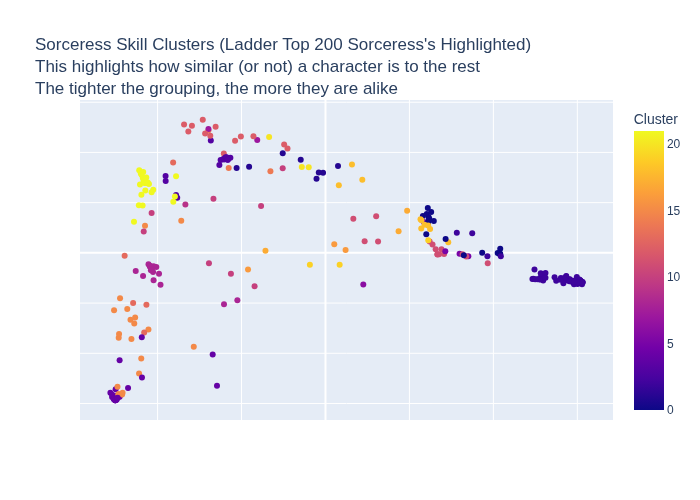 Sorceress Skill Clusters (Ladder Top 200 Sorceress's Highlighted)
This highlights how similar (or not) a character is to the rest
The tighter the grouping, the more they are alike
Cluster
20
15
10
5
0